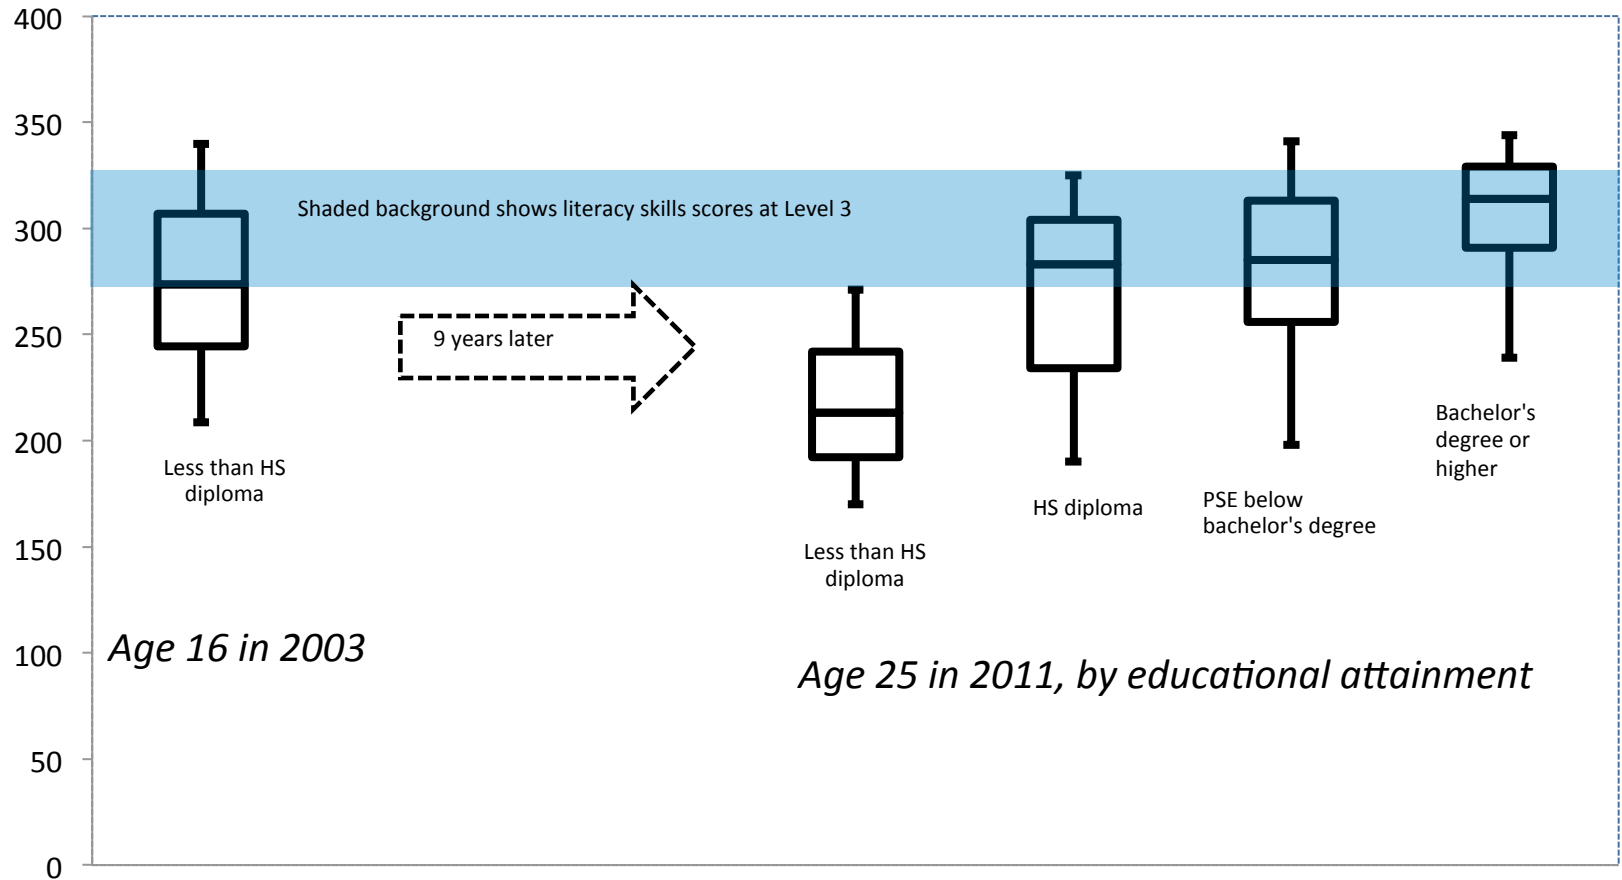 400
350
300
250
200
150
100
50
0
Shaded background shows literacy skills scores at Level 3
9 years later
Less than HS
diploma
Less than HS
diploma
HS diploma
PSE below
bachelor's degree
Bachelor's
degree or
higher
Age 16 in 2003
Age 25 in 2011, by educational attainment